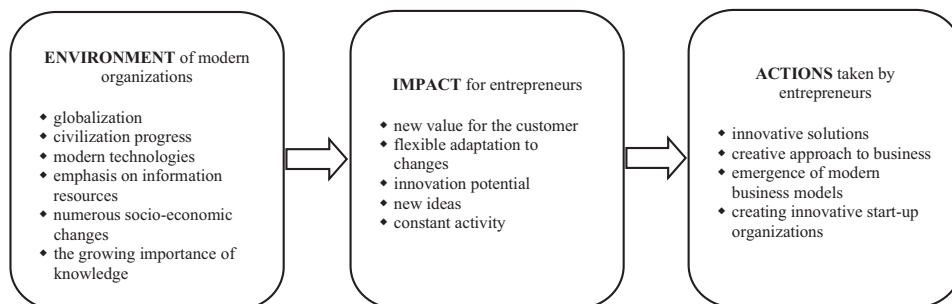 ENVIRONMENT of modern
organizations
◆ globalization
◆ civilization progress
◆ modern technologies
◆ emphasis on information
resources
◆ numerous socio-economic
changes
◆ the growing importance of
knowledge
IMPACT for entrepreneurs
◆ new value for the customer
◆ flexible adaptation to
changes
◆ innovation potential
◆ new ideas
◆ constant activity
ACTIONS taken by
entrepreneurs
◆ innovative solutions
◆ creative approach to business
◆ emergence of modern
business models
◆ creating innovative start-up
organizations